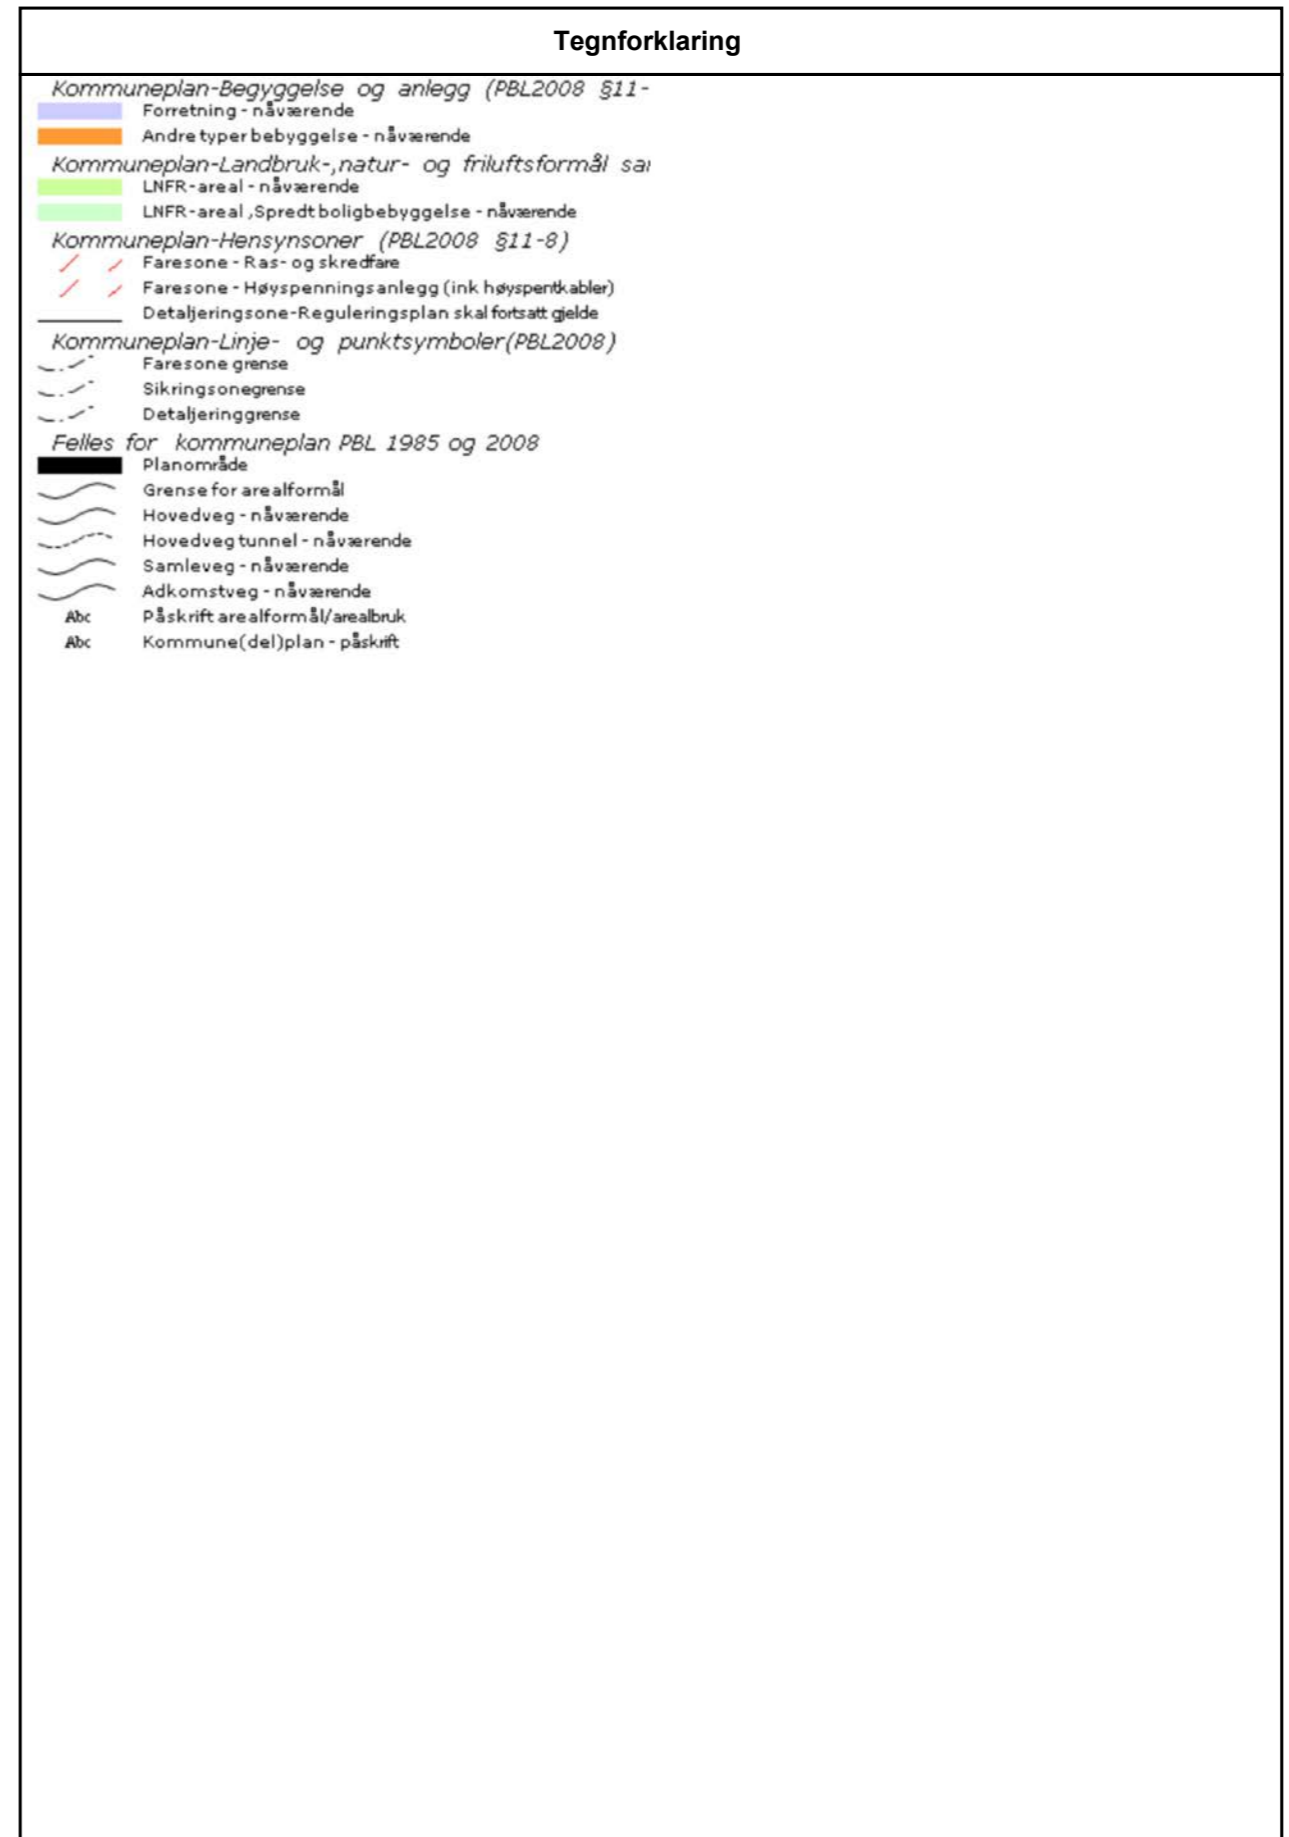 Tegnforklaring
Kommuneplan-Begyggelse og anlegg (PBL2008 §11-
Forretning - nåværende
Andre typer bebyggelse - nåværende
Kommuneplan-Landbruk-,natur- og friluftsformål
LNFR-areal - nåværende
LNFR-areal ,Spredt boligbebyggelse - nåværende
Kommuneplan-Hensynsoner (PBL2008 §11-8)
Faresone - Ras- og skredfare
Faresone - Høyspenningsanlegg (ink høyspentkabler)
Detaljeringsone-Reguleringsplan skal fortsatt gjelde
Kommuneplan-Linje- og punktsymboler(PBL2008)
Faresone grense
Sikringsonegrense
Detaljeringgrense
Felles for kommuneplan PBL 1985 og 2008
Planområde
Grense for arealformål
Hovedveg - nåværende
Hovedveg tunnel - nåværende
Samleveg - nåværende
Adkomstveg - nåværende
Abc Påskrift arealformål/arealbruk
Abc Kommune(del)plan - påskrift